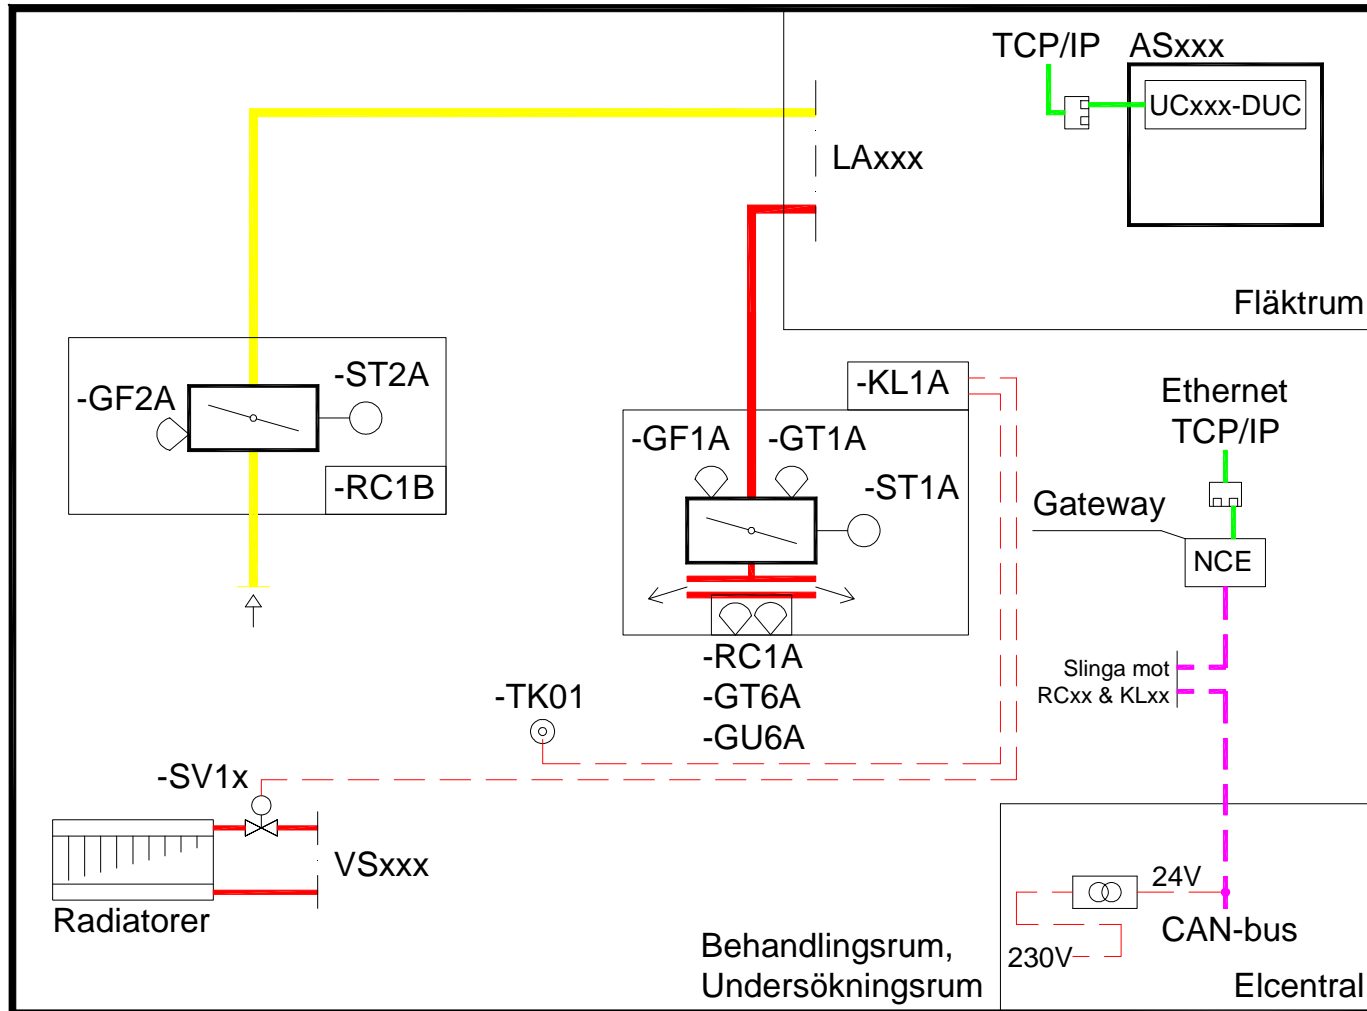 TCP/IP
ASxxx
UCxxx-DUC
LAxxx
Fläktrum
-ST2A
-GF2A
-RC1B
-KL1A
-GF1A
-GT1A
-ST1A
Ethernet
TCP/IP
Gateway
NCE
-RC1A
-GT6A
-GU6A
Slinga mot
RCxx & KLxx
-TK01
-SV1x
VSxxx
Radiatorer
24V
CAN-bus
230V
Behandlingsrum,
Undersökningsrum
Elcentral